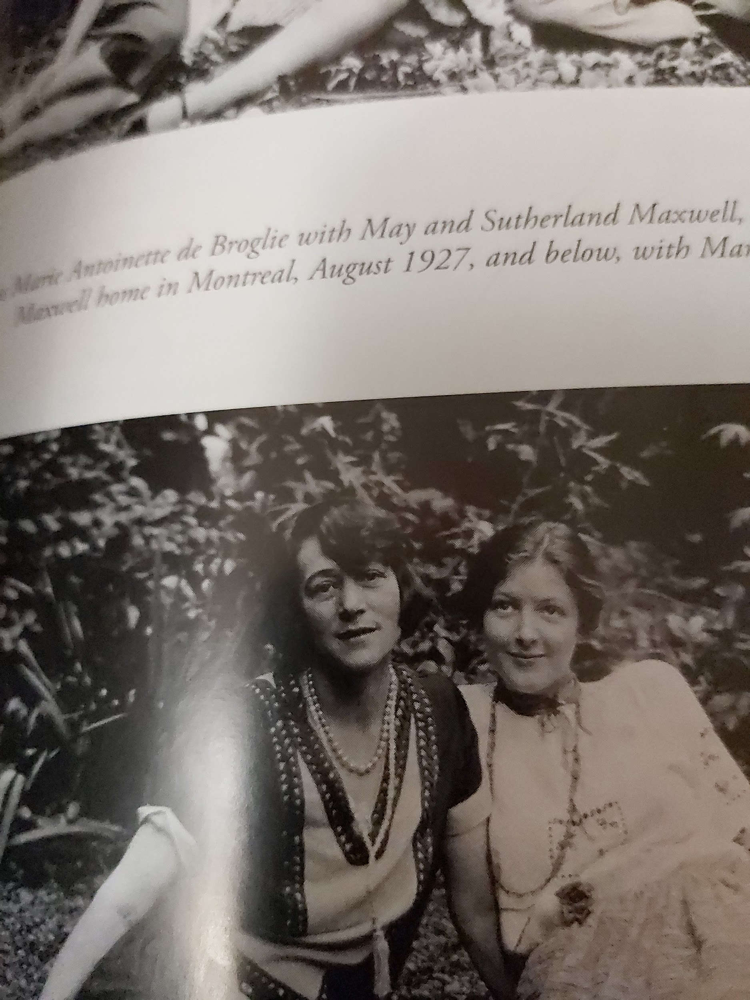 Marie Antoinette de Broglie with May and Sutherland Maxwell,
Maxwell home in Montreal, August 1927, and below, with